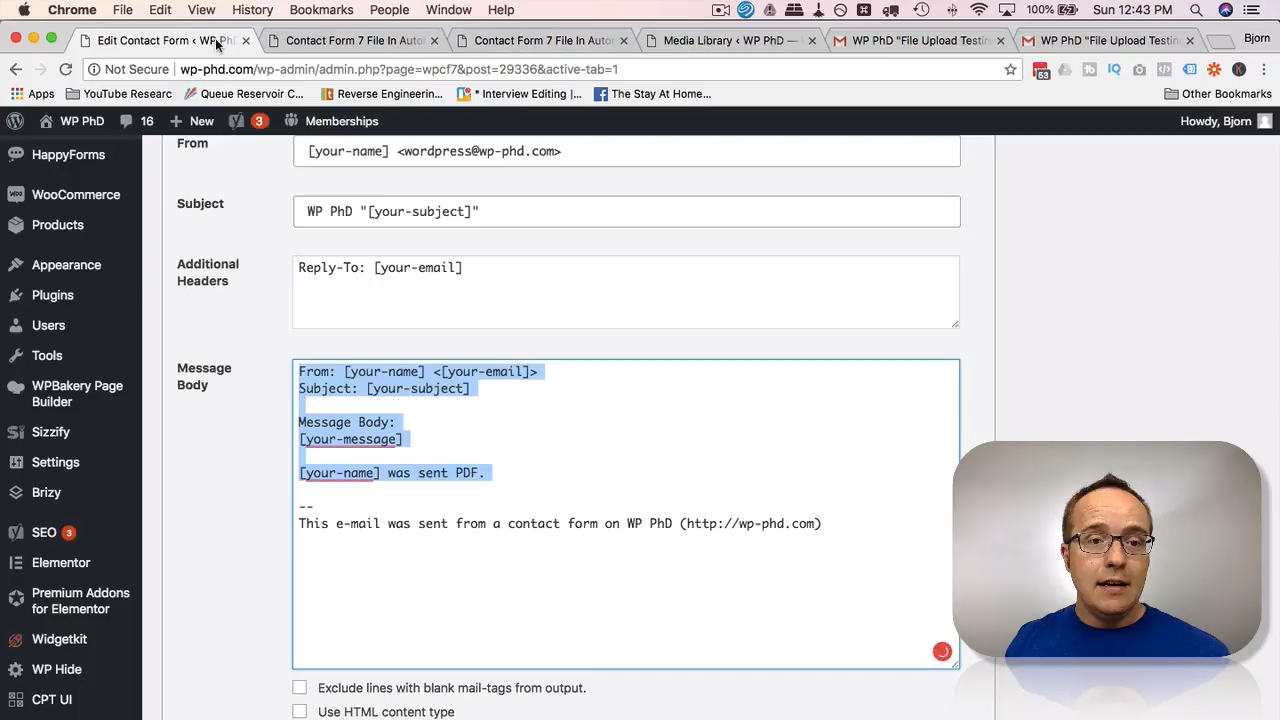 Chrome File Edit View History Bookmarks People Window Help 100% Sun 12:43 PM
Edit Contact Form ‹ WP Ph Contact Form 7 File In Autor Contact Form 7 File In Autor Media Library ‹ WP PhD — WP PhD "File Upload Testin WP PhD "File Upload Testin Bjorn
Not Secure wp-phd.com/wp-admin/admin.php?page=wpcf7&post=29336&active-tab=1 53
Apps YouTube Researc Queue Reservoir C... Reverse Engineerin... * Interview Editing |... The Stay At Home... Other Bookmarks
WP PhD 16 New 3 Memberships Howdy, Bjorn
HappyForms
WooCommerce
Products
Appearance
Plugins
Users
Tools
WPBakery Page
Builder
Sizzify
Settings
Brizy
SEO 3
Elementor
Premium Addons
for Elementor
Widgetkit
WP Hide
CPT UI
From
[your-name] <wordpress@wp-phd.com>
Subject
WP PhD "[your-subject]"
Additional
Headers
Reply-To: [your-email]
Message
Body
From: [your-name] <[your-email]>
Subject: [your-subject]
Message Body:
[your-message]
[your-name] was sent PDF.
--
This e-mail was sent from a contact form on WP PhD (http://wp-phd.com)
Exclude lines with blank mail-tags from output.
Use HTML content type